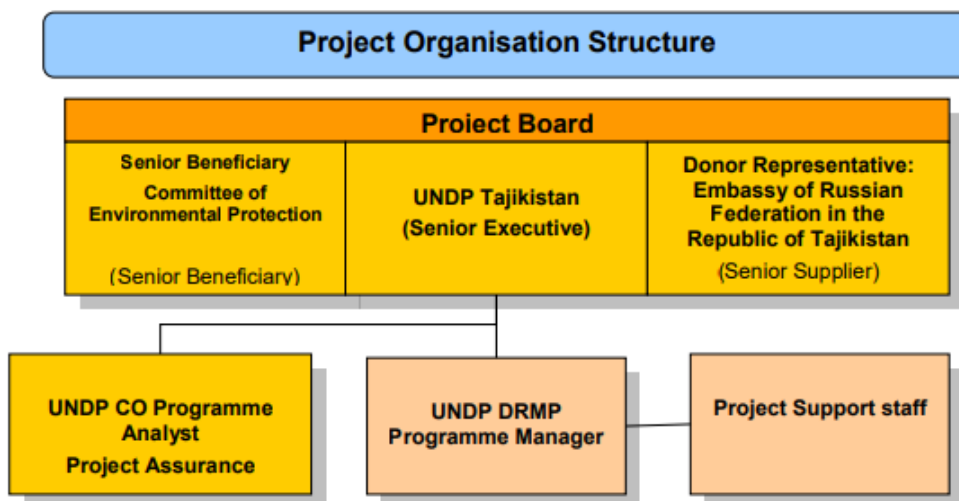 Project Organisation Structure
Project Board
Senior Beneficiary
Committee of
Environmental Protection
(Senior Beneficiary)
UNDP Tajikistan
(Senior Executive)
Donor Representative:
Embassy of Russian
Federation in the
Republic of Tajikistan
(Senior Supplier)
UNDP CO Programme
Analyst
Project Assurance
UNDP DRMP
Programme Manager
Project Support staff